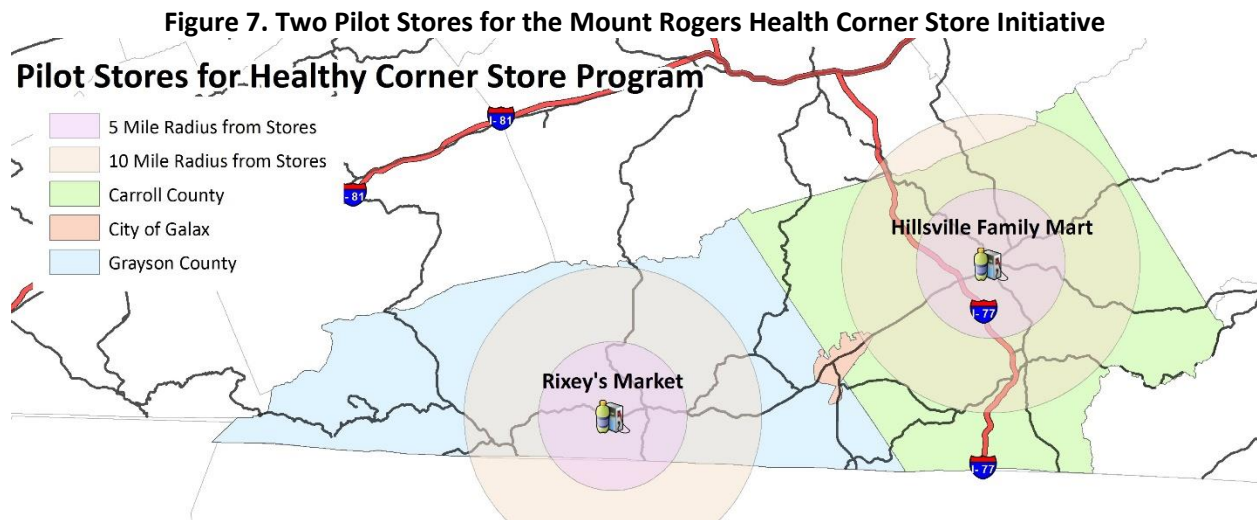 Figure 7. Two Pilot Stores for the Mount Rogers Health Corner Store Initiative
Pilot Stores for Healthy Corner Store Program
5 Mile Radius from Stores
10 Mile Radius from Stores
Carroll County
City of Galax
Grayson County
I- 81
- 81
Hillsville Family Mart
I- 77
Rixey's Market
I- 77